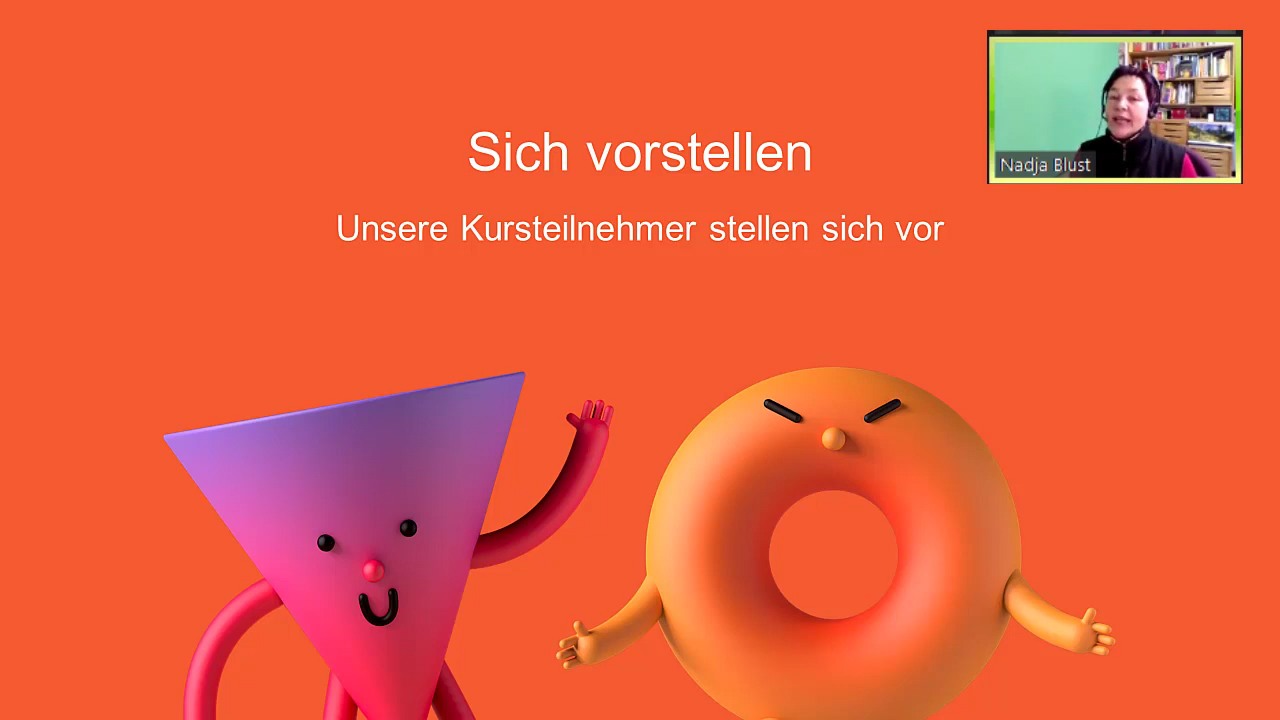 Sich vorstellen
Unsere Kursteilnehmer stellen sich vor
Nadja Blust